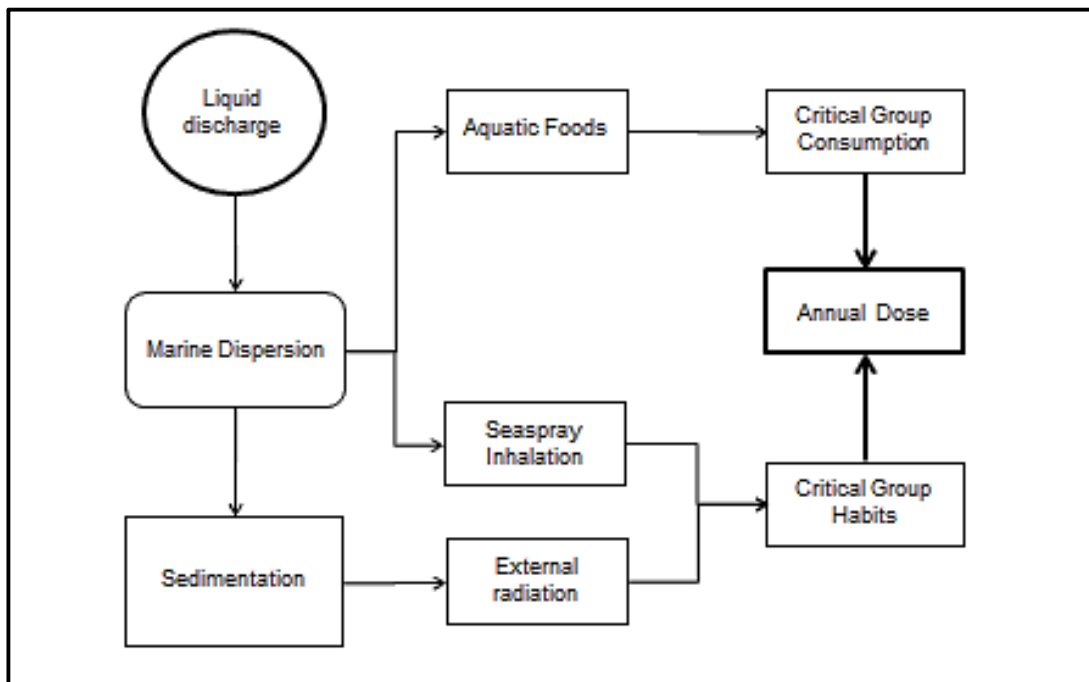 Liquid
discharge
Aquatic Foods
Critical Group
Consumption
Marine Dispersion
Annual Dose
Seaspray
Inhalation
Critical Group
Habits
Sedimentation
External
radiation